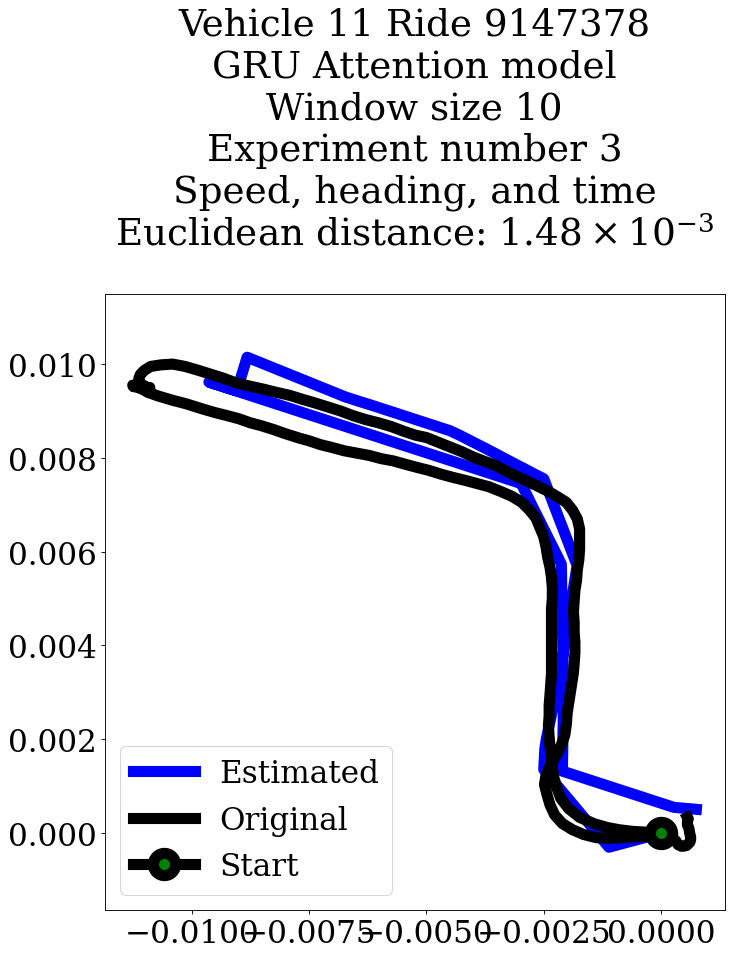 Vehicle 11 Ride 9147378
GRU Attention model
Window size 10
Experiment number 3
Speed, heading, and time
Euclidean distance: 1.48 × 10⁻³
0.010
0.008
0.006
0.004
0.002
0.000
Estimated
Original
Start
−0.0100 −0.0075 −0.0050 −0.0025 0.0000